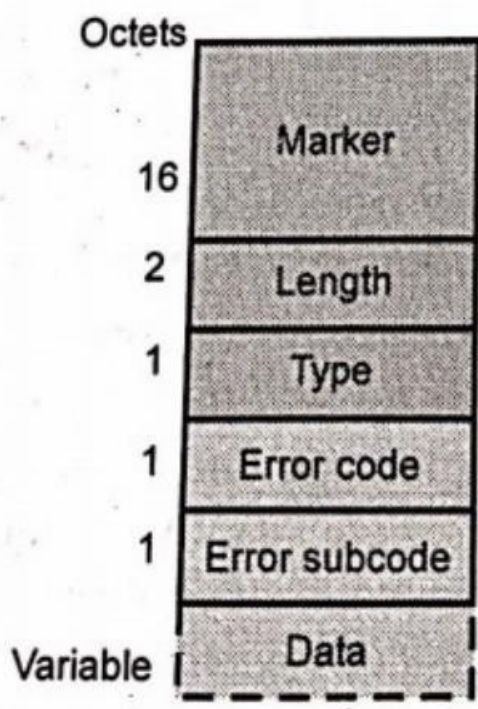 Octets
Marker
16
2 Length
1 Type
1 Error code
1 Error subcode
Variable Data